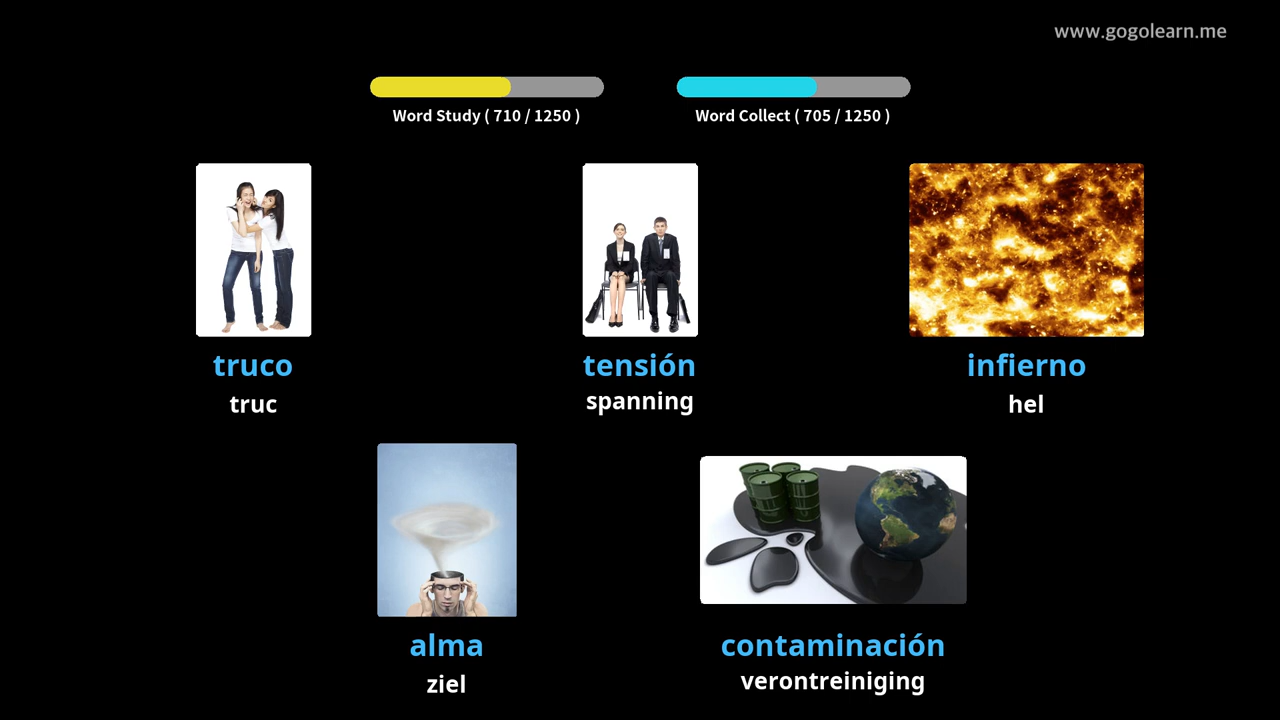 www.gogolearn.me
Word Study ( 710 / 1250 )
Word Collect ( 705 / 1250 )
truco
truc
tensión
spanning
infierno
hel
alma
ziel
contaminación
verontreiniging